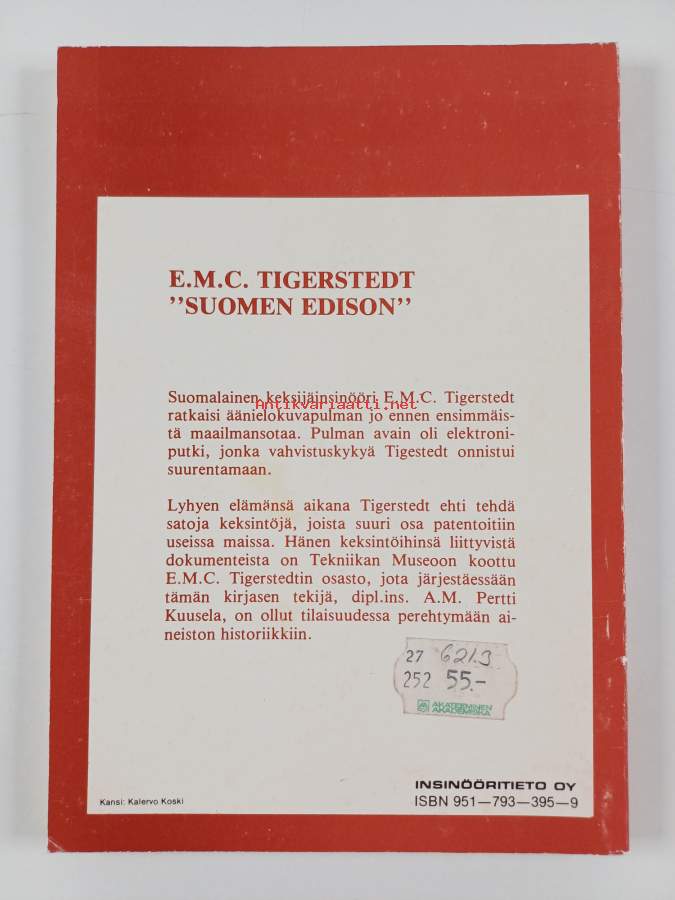 E.M.C. TIGERSTEDT
''SUOMEN EDISON''
Suomalainen keksijäinsinööri E.M.C. Tigerstedt
Antikvariaatti.net
ratkaisi äänielokuvapulman jo ennen ensimmäis-
tä maailmansotaa. Pulman avain oli elektroni-
putki, jonka vahvistuskykyä Tigestedt onnistui
suurentamaan.
Lyhyen elämänsä aikana Tigerstedt ehti tehdä
satoja keksintöjä, joista suuri osa patentoitiin
useissa maissa. Hänen keksintöihinsä liittyvistä
dokumenteista on Tekniikan Museoon koottu
E.M.C. Tigerstedtin osasto, jota järjestäessään
tämän kirjasen tekijä, dipl.ins. A.M. Pertti
Kuusela, on ollut tilaisuudessa perehtymään ai-
neiston historiikkiin.
27 621.3
252 55.-
AKATEEMINEN
AKADEMISKA
INSINÖÖRITIETO OY
ISBN 951—793—395—9
Kansi: Kalervo Koski